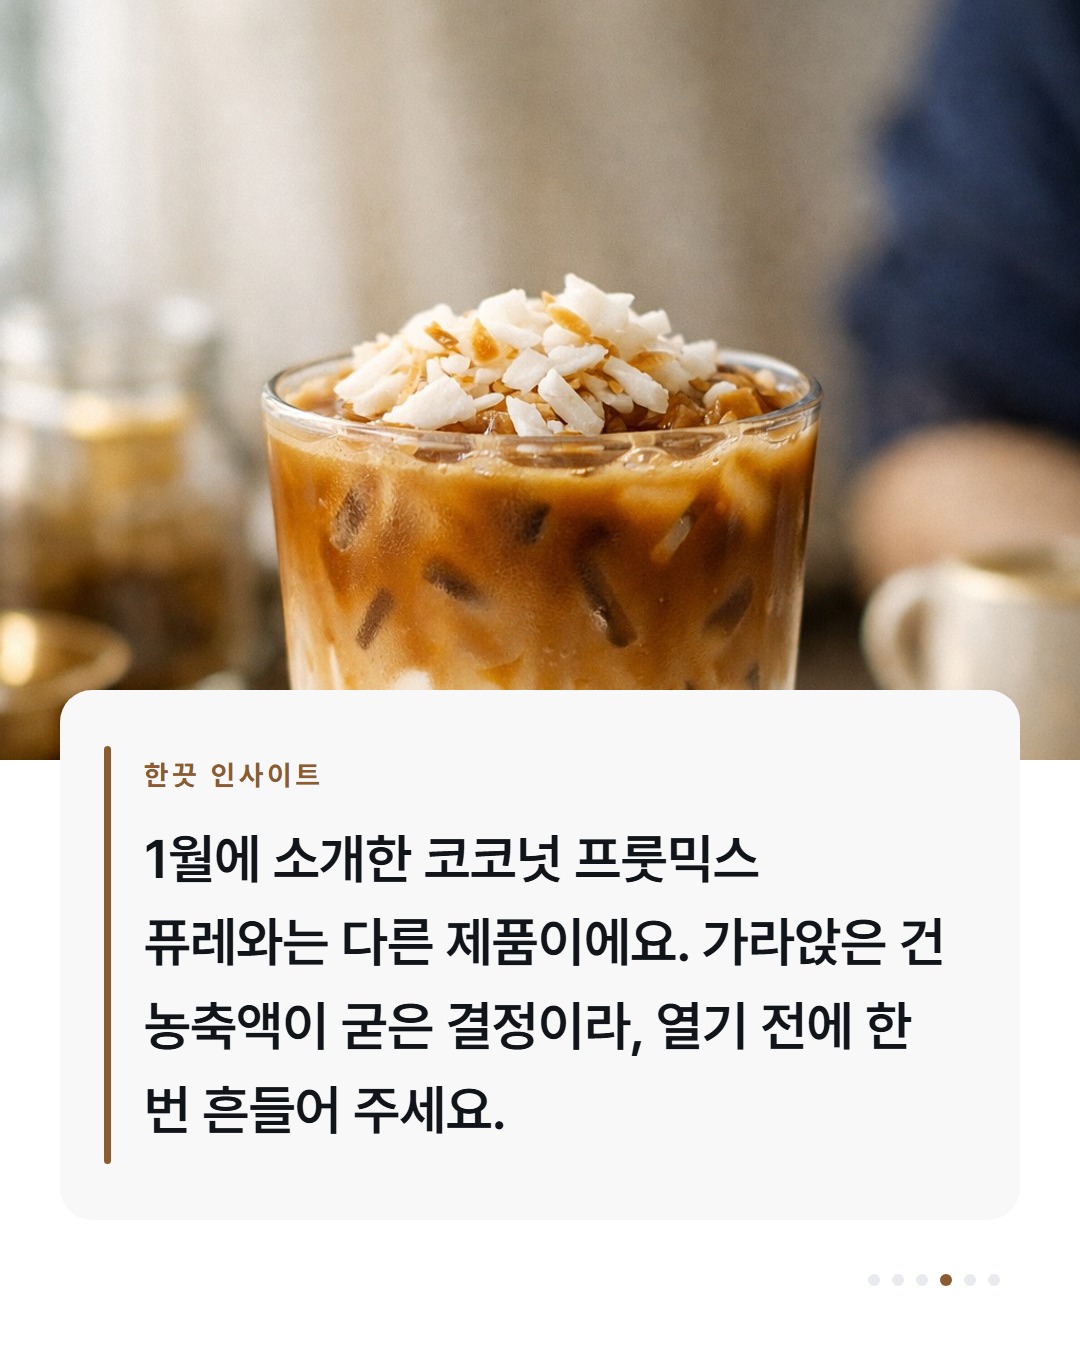 한끗 인사이트
1월에 소개한 코코넛 프룻믹스
퓨레와는 다른 제품이에요. 가라앉은 건
농축액이 굳은 결정이라, 열기 전에 한
번 흔들어 주세요.